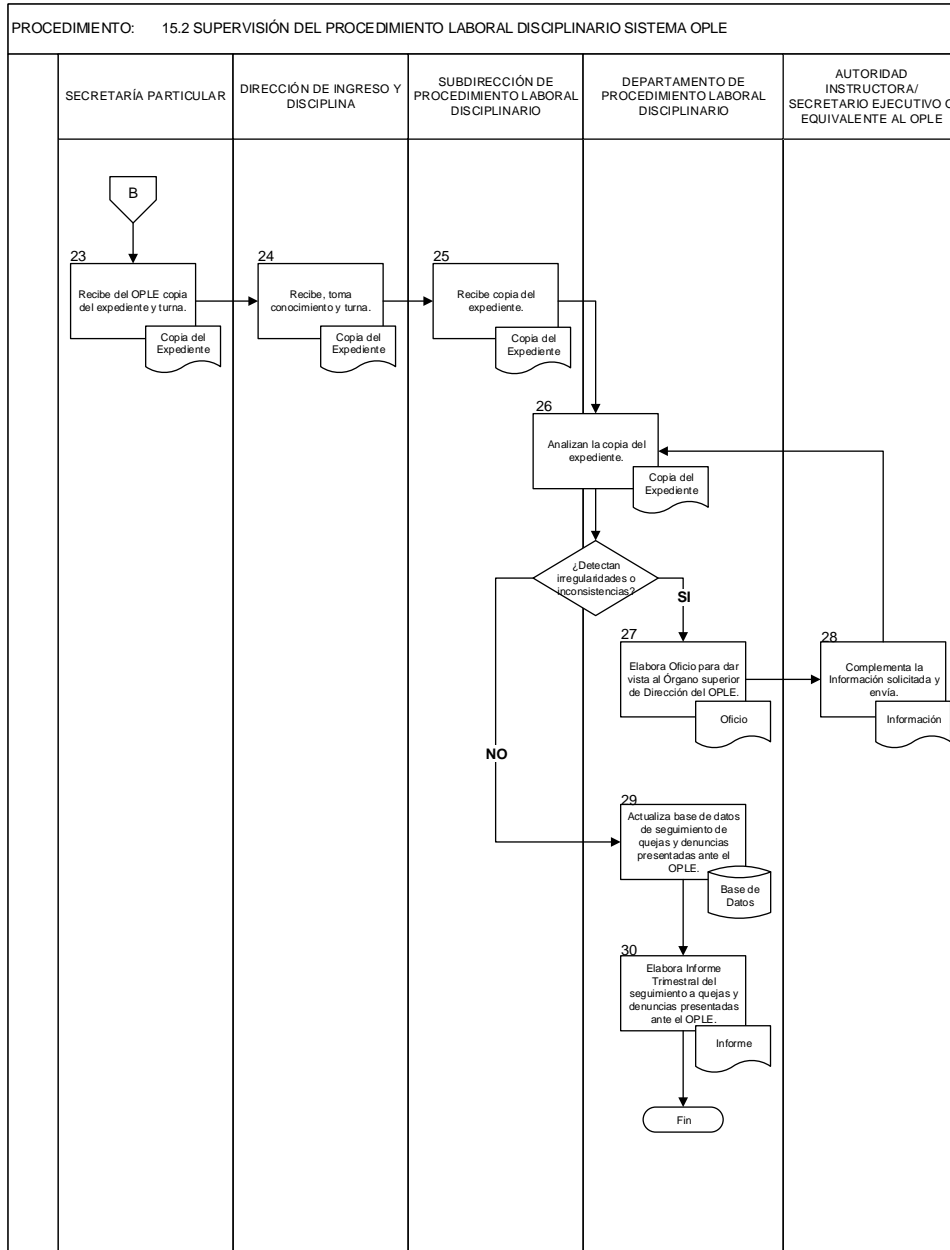 PROCEDIMIENTO: 15.2 SUPERVISIÓN DEL PROCEDIMIENTO LABORAL DISCIPLINARIO SISTEMA OPLE
SECRETARÍA PARTICULAR
DIRECCIÓN DE INGRESO Y
DISCIPLINA
SUBDIRECCIÓN DE
PROCEDIMIENTO LABORAL
DISCIPLINARIO
DEPARTAMENTO DE
PROCEDIMIENTO LABORAL
DISCIPLINARIO
AUTORIDAD
INSTRUCTORA/
SECRETARIO EJECUTIVO O
EQUIVALENTE AL OPLE
B
23
Recibe del OPLE copia
del expediente y turna.
Copia del
Expediente
24
Recibe, toma
conocimiento y turna.
Copia del
Expediente
25
Recibe copia del
expediente.
Copia del
Expediente
26
Analizan la copia del
expediente.
Copia del
Expediente
¿Detectan
irregularidades o
inconsistencias?
SI
27
Elabora Oficio para dar
vista al Órgano superior
de Dirección del OPLE.
Oficio
28
Complementa la
Información solicitada y
envía.
Información
NO
29
Actualiza base de datos
de seguimiento de
quejas y denuncias
presentadas ante el
OPLE.
Base de
Datos
30
Elabora Informe
Trimestral del
seguimiento a quejas y
denuncias presentadas
ante el OPLE.
Informe
Fin